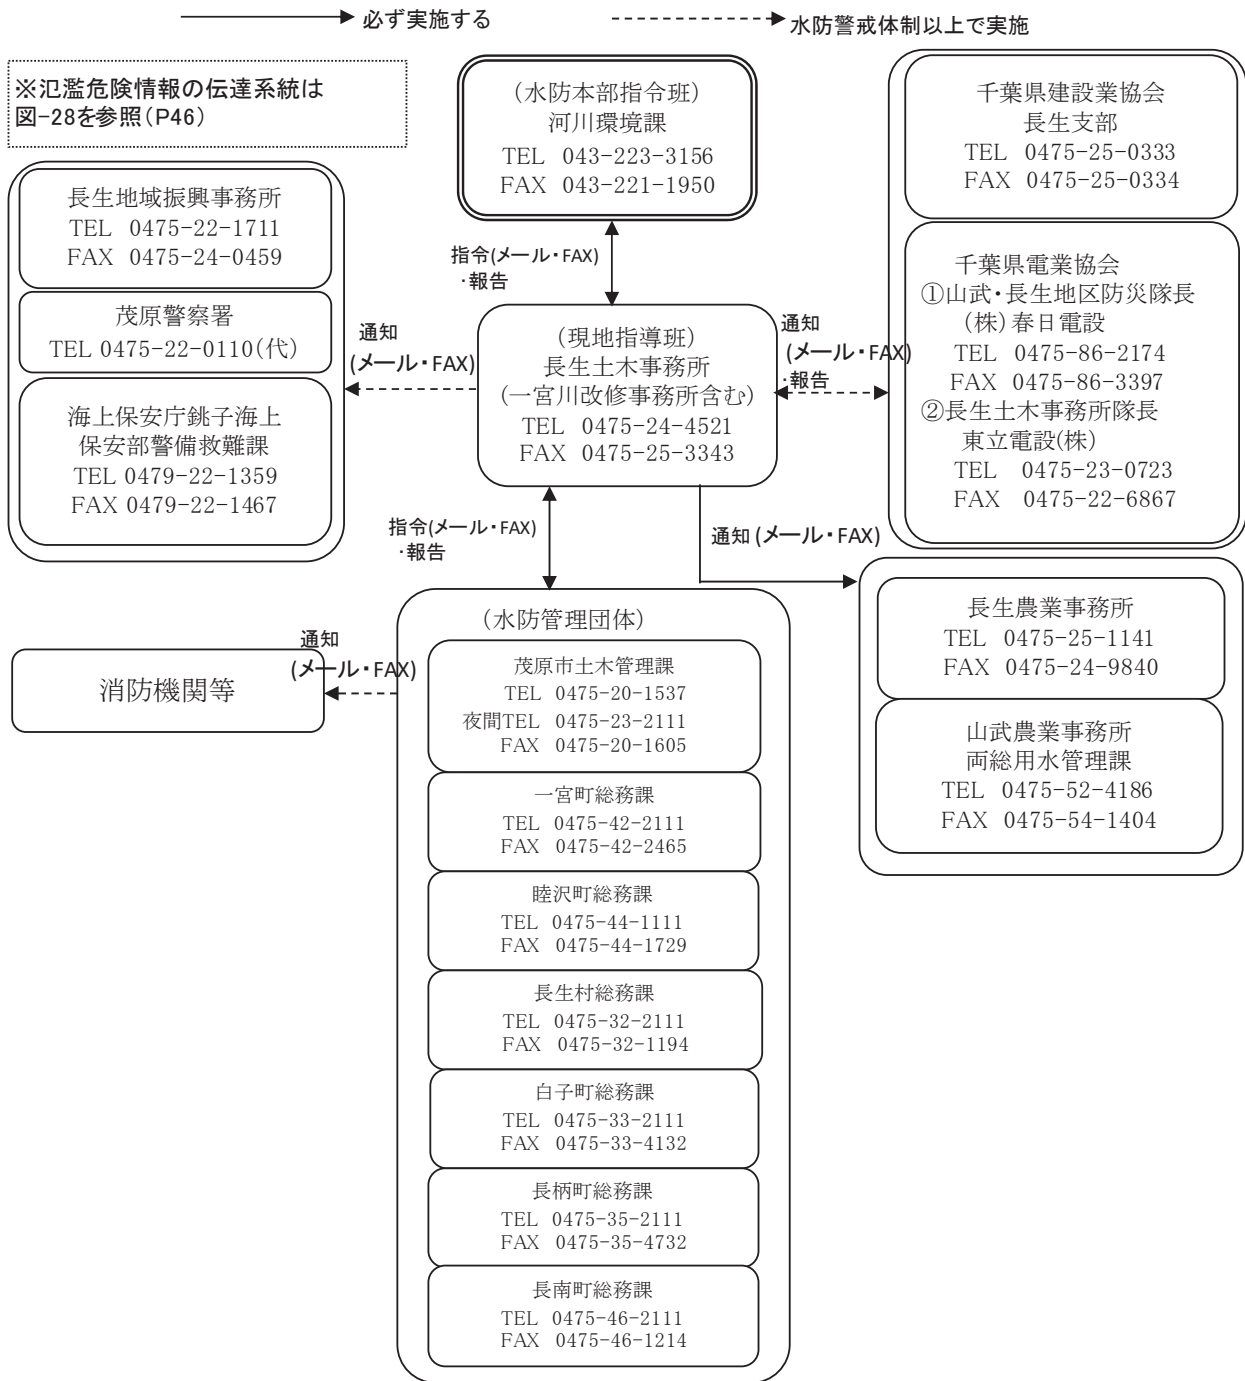 必ず実施する
水防警戒体制以上で実施
※氾濫危険情報の伝達系統は
図-28を参照(P46)
(水防本部指令班)
河川環境課
TEL 043-223-3156
FAX 043-221-1950
千葉県建設業協会
長生支部
TEL 0475-25-0333
FAX 0475-25-0334
長生地域振興事務所
TEL 0475-22-1711
FAX 0475-24-0459
茂原警察署
TEL 0475-22-0110(代)
海上保安庁銚子海上
保安部警備救難課
TEL 0479-22-1359
FAX 0479-22-1467
指令(メール・FAX)
・報告
通知
(メール・FAX)
(現地指導班)
長生土木事務所
(一宮川改修事務所含む)
TEL 0475-24-4521
FAX 0475-25-3343
通知
(メール・FAX)
・報告
千葉県電業協会
①山武・長生地区防災隊長
(株)春日電設
TEL 0475-86-2174
FAX 0475-86-3397
②長生土木事務所隊長
東立電設(株)
TEL 0475-23-0723
FAX 0475-22-6867
指令(メール・FAX)
・報告
通知 (メール・FAX)
長生農業事務所
TEL 0475-25-1141
FAX 0475-24-9840
山武農業事務所
両総用水管理課
TEL 0475-52-4186
FAX 0475-54-1404
通知
(メール・FAX)
消防機関等
(水防管理団体)
茂原市土木管理課
TEL 0475-20-1537
夜間TEL 0475-23-2111
FAX 0475-20-1605
一宮町総務課
TEL 0475-42-2111
FAX 0475-42-2465
睦沢町総務課
TEL 0475-44-1111
FAX 0475-44-1729
長生村総務課
TEL 0475-32-2111
FAX 0475-32-1194
白子町総務課
TEL 0475-33-2111
FAX 0475-33-4132
長柄町総務課
TEL 0475-35-2111
FAX 0475-35-4732
長南町総務課
TEL 0475-46-2111
FAX 0475-46-1214